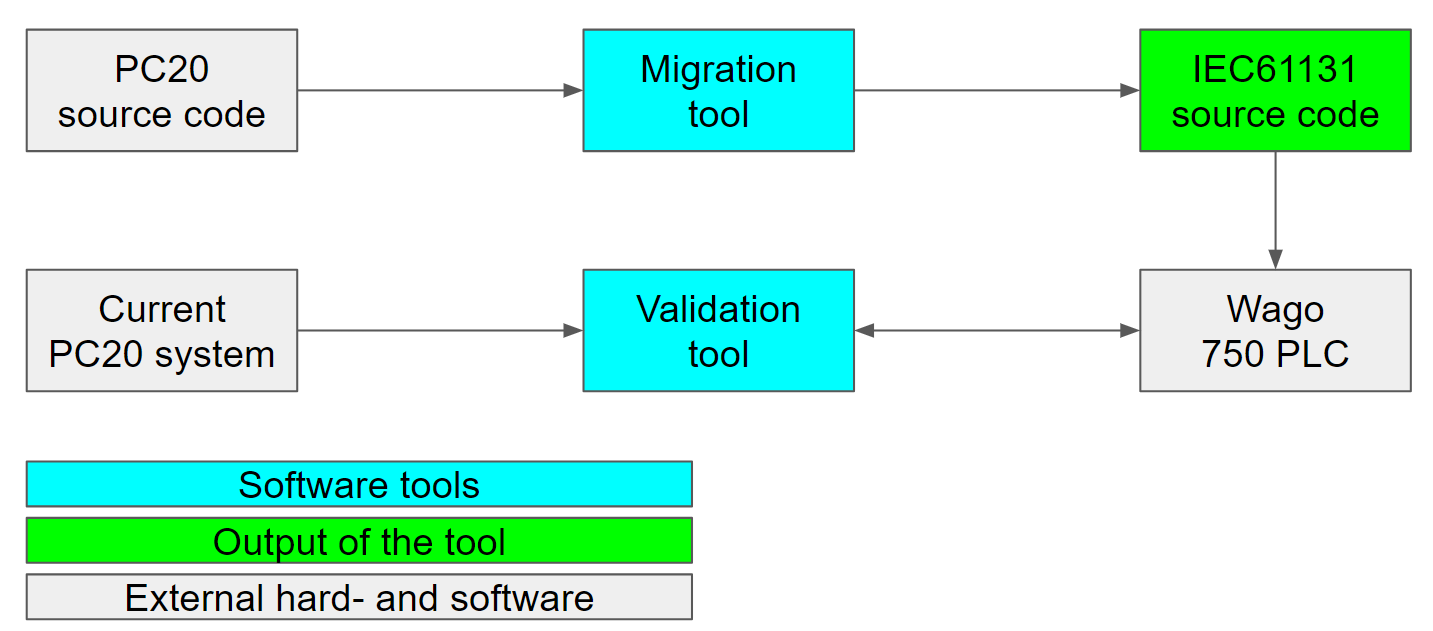 PC20
source code
Migration
tool
IEC61131
source code
Current
PC20 system
Validation
tool
Wago
750 PLC
Software tools
Output of the tool
External hard- and software